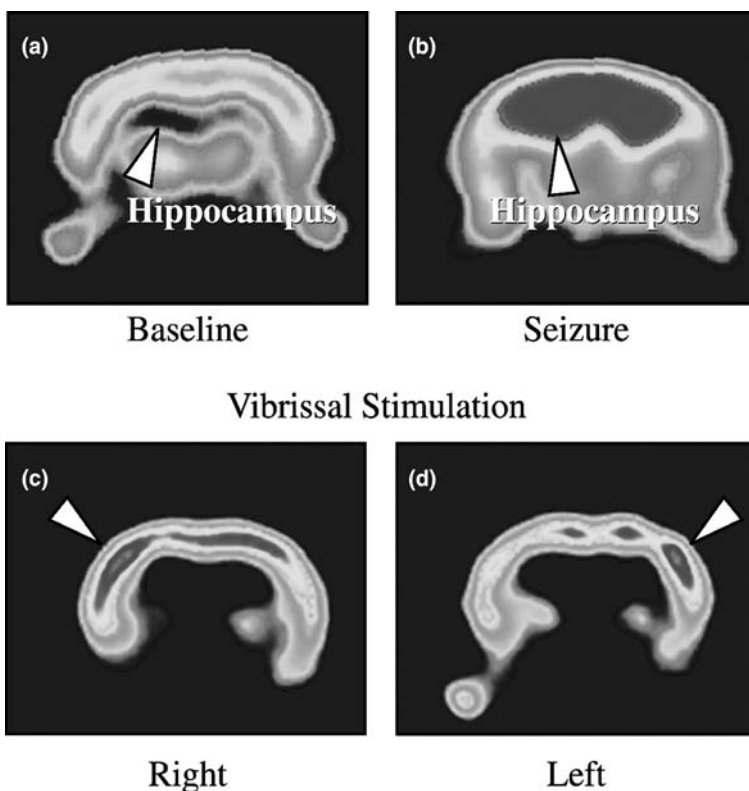 (a)
Hippocampus
Baseline
(b)
Hippocampus
Seizure
Vibrissal Stimulation
(c)
Right
(d)
Left